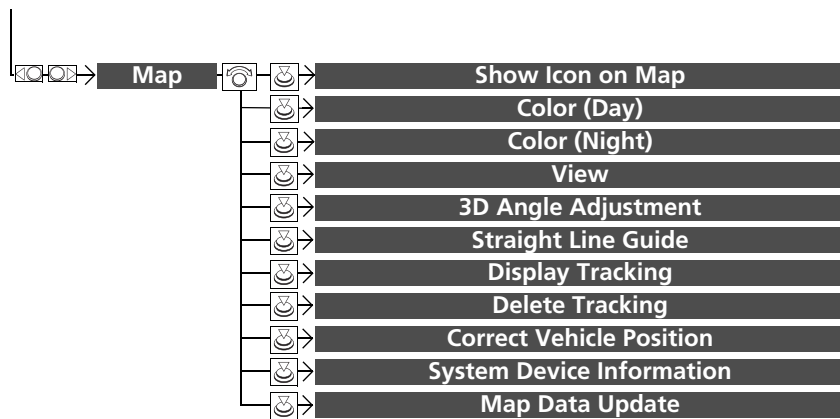 Map
Show Icon on Map
Color (Day)
Color (Night)
View
3D Angle Adjustment
Straight Line Guide
Display Tracking
Delete Tracking
Correct Vehicle Position
System Device Information
Map Data Update